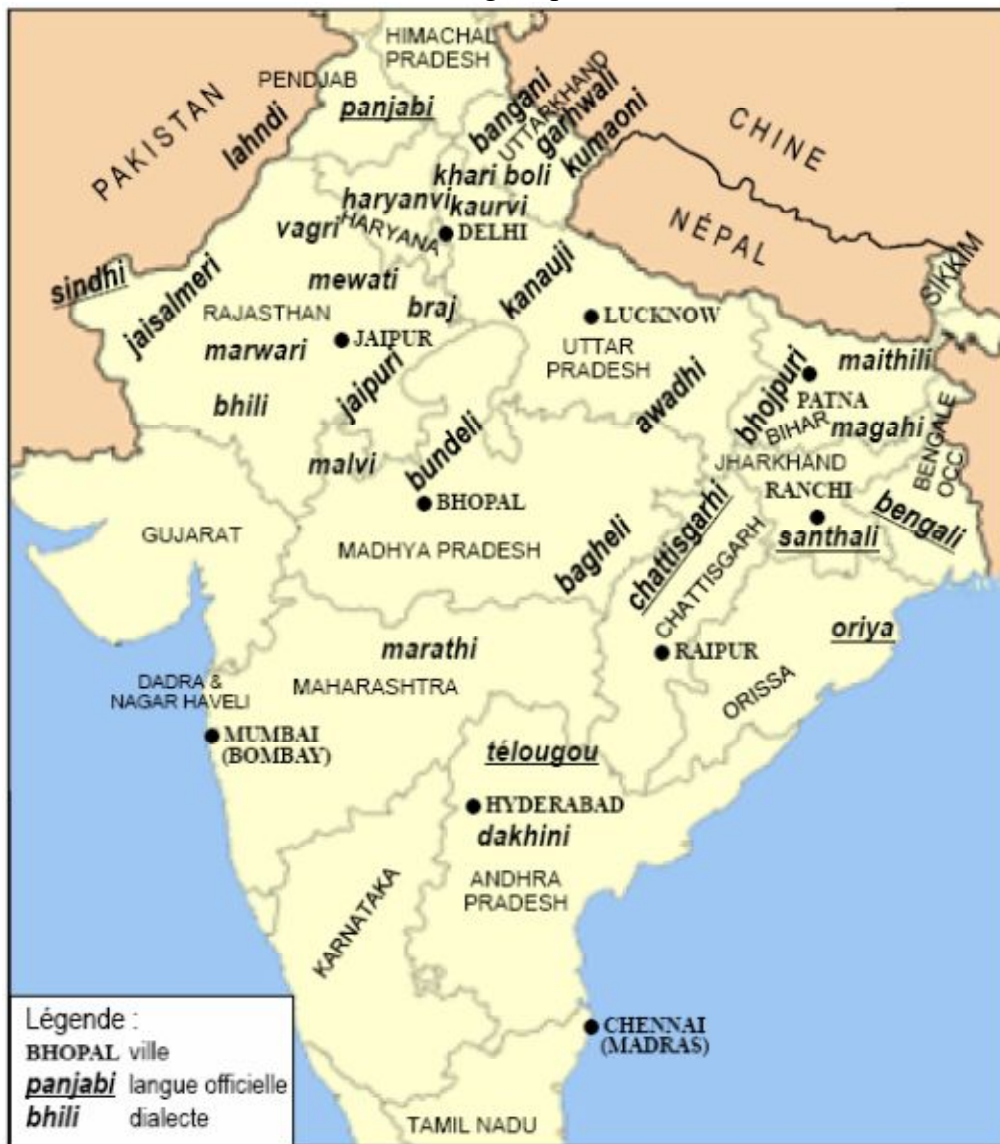 HIMACHAL
PRADESH
PENDJAB
panjabi
PAKISTAN
lahndi
bangani
UTTARKHAND
garhwali
kumaoni
CHINE
khari boli
haryanvi
kaurvi
HARYANA
vagri
DELHI
NÉPAL
SIKKIM
sindhi
jaisalmeri
mewati
kanauji
RAJASTHAN
braj
LUCKNOW
marwari
JAIPUR
UTTAR
PRADESH
maithili
jaipuri
bhili
awadhi
bhojpuri
PATNA
BIHAR
magahi
BENGALE
OCC.
malvi
bundeli
JHARKHAND
BHOPAL
RANCHI
bengali
GUJARAT
santhali
MADHYA PRADESH
bagheli
chattisgarhi
CHATTISGARH
oriya
marathi
RAIPUR
DADRA &
NAGAR HAVELI
MAHARASHTRA
ORISSA
MUMBAI
(BOMBAY)
télougou
HYDERABAD
dakhini
ANDHRA
PRADESH
KARNATAKA
CHENNAI
(MADRAS)
TAMIL NADU
Légende :
BHOPAL ville
panjabi langue officielle
bhili dialecte